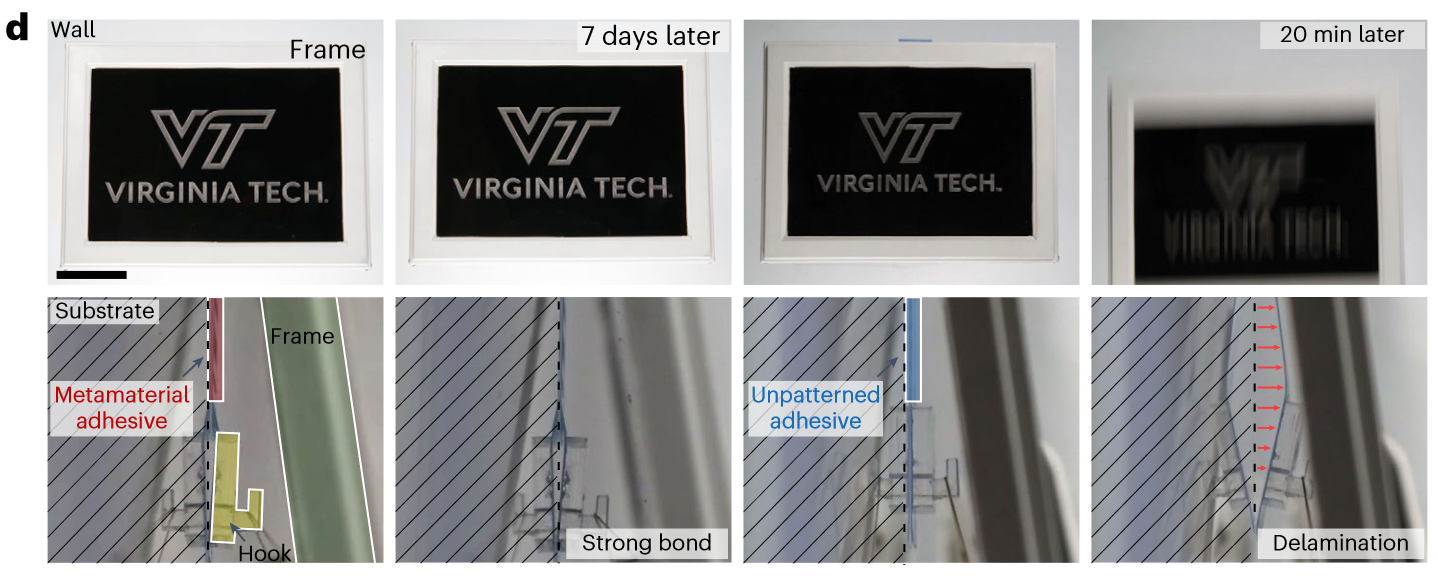 d
Wall
Frame
VT
VIRGINIA TECH.
7 days later
VT
VIRGINIA TECH.
VT
VIRGINIA TECH.
20 min later
VT
VIRGINIA TECH.
Substrate
Frame
Metamaterial
adhesive
Hook
Strong bond
Unpatterned
adhesive
Delamination